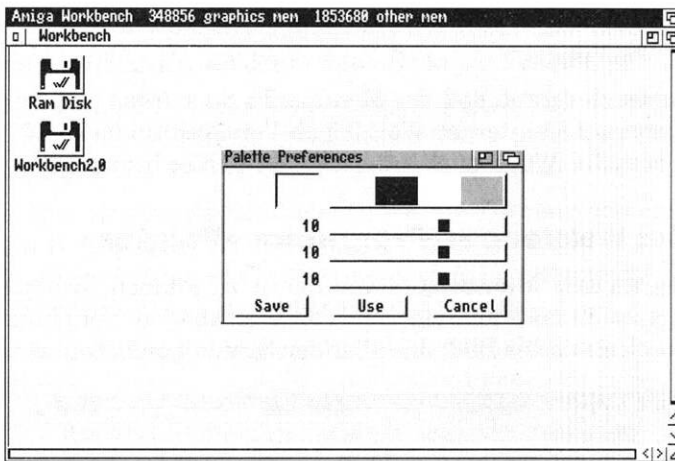 Amiga Workbench 348856 graphics mem 1853680 other mem
Workbench
Ram Disk
Workbench2.0
Palette Preferences
10
10
10
Save Use Cancel